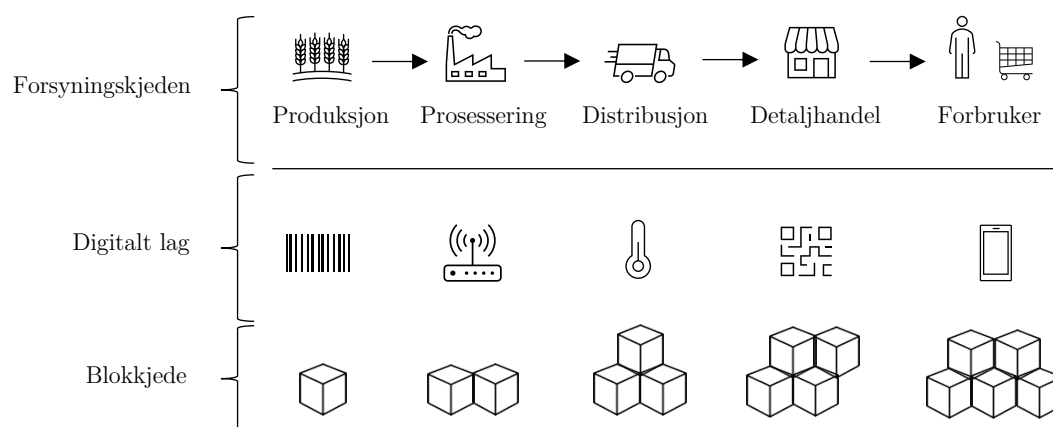 Forsyningskjeden
Produksjon
Prosessering
Distribusjon
Detaljhandel
Forbruker
Digitalt lag
Blokkjede